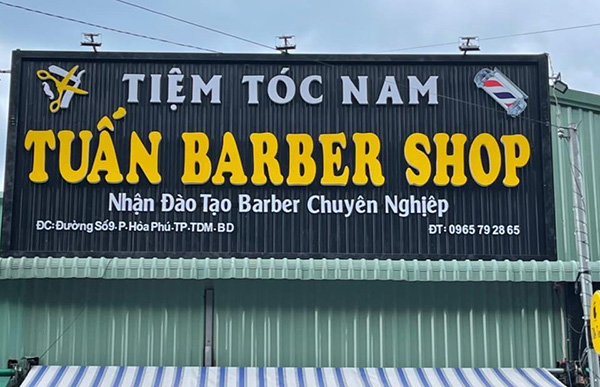 TIỆM TÓC NAM
TUẤN BARBER SHOP
Nhận Đào Tạo Barber Chuyên Nghiệp
ĐC: Đường Số9-P-Hòa Phú-TP-TDM-BD ĐT: 0965 79 28 65